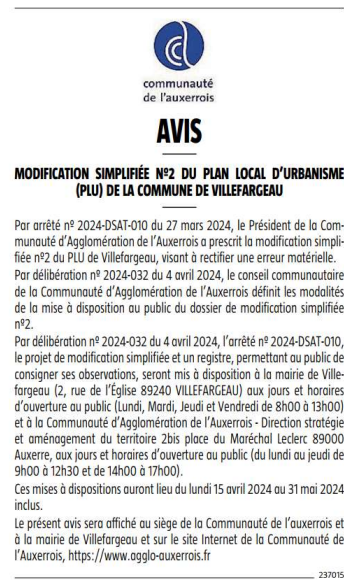 communauté
de l'auxerrois
AVIS
MODIFICATION SIMPLIFIÉE Nº2 DU PLAN LOCAL D'URBANISME
(PLU) DE LA COMMUNE DE VILLEFARGEAU
Par arrêté nº 2024-DSAT-010 du 27 mars 2024, le Président de la Com-
munauté d'Agglomération de l'Auxerrois a prescrit la modification simpli-
fiée nº2 du PLU de Villefargeau, visant à rectifier une erreur matérielle.
Par délibération nº 2024-032 du 4 avril 2024, le conseil communautaire
de la Communauté d'Agglomération de l'Auxerrois définit les modalités
de la mise à disposition au public du dossier de modification simplifiée
nº2.
Par délibération nº 2024-032 du 4 avril 2024, l'arrêté nº 2024-DSAT-010,
le projet de modification simplifiée et un registre, permettant au public de
consigner ses observations, seront mis à disposition à la mairie de Ville-
fargeau (2, rue de l'Église 89240 VILLEFARGEAU) aux jours et horaires
d'ouverture au public (Lundi, Mardi, Jeudi et Vendredi de 8h00 à 13h00)
et à la Communauté d'Agglomération de l'Auxerrois - Direction stratégie
et aménagement du territoire 2bis place du Maréchal Leclerc 89000
Auxerre, aux jours et horaires d'ouverture au public (du lundi au jeudi de
9h00 à 12h30 et de 14h00 à 17h00).
Ces mises à dispositions auront lieu du lundi 15 avril 2024 au 31 mai 2024
inclus.
Le présent avis sera affiché au siège de la Communauté de l'auxerrois et
à la mairie de Villefargeau et sur le site Internet de la Communauté de
l'Auxerrois, https://www.agglo-auxerrois.fr
237015